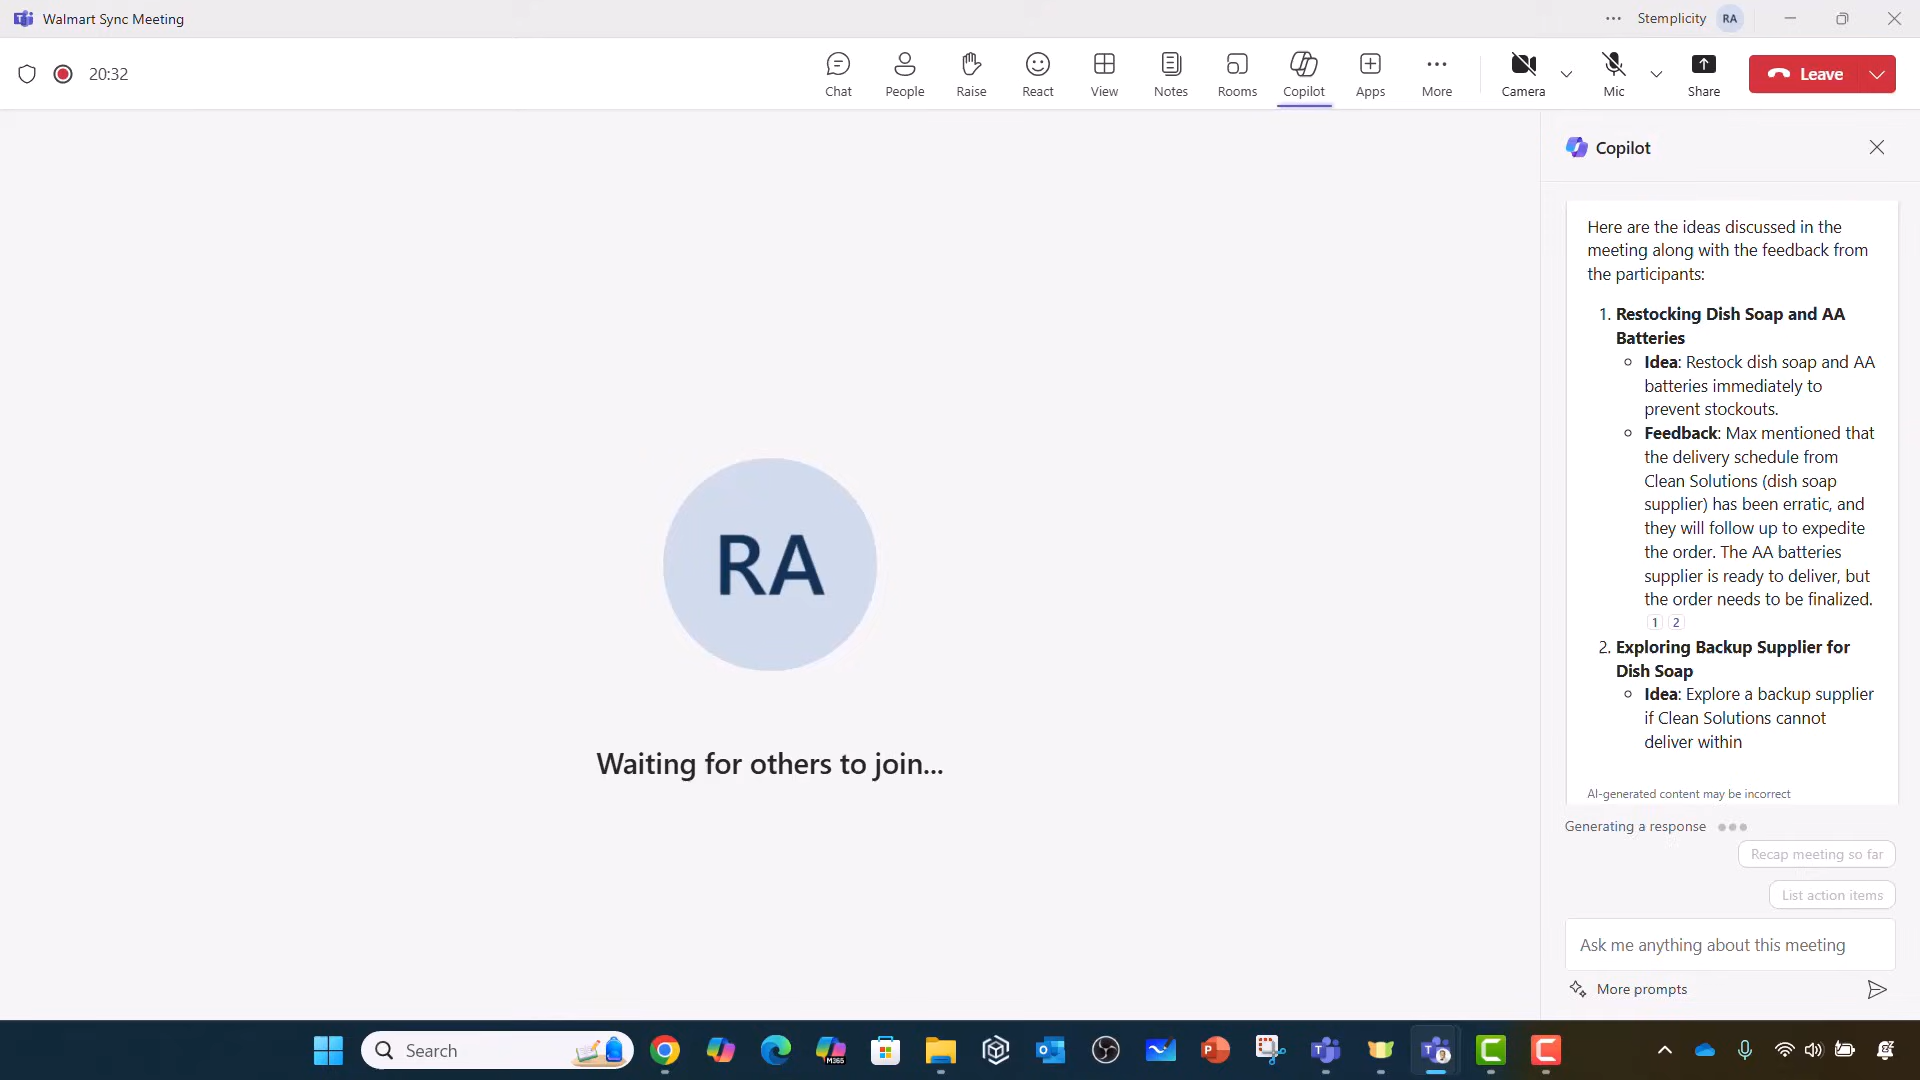 Walmart Sync Meeting
Stemplicity RA
20:32
Chat People Raise React View Notes Rooms Copilot Apps More Camera Mic Share Leave
Copilot
Here are the ideas discussed in the
meeting along with the feedback from
the participants:
1. Restocking Dish Soap and AA
Batteries
Idea: Restock dish soap and AA
batteries immediately to
prevent stockouts.
Feedback: Max mentioned that
the delivery schedule from
Clean Solutions (dish soap
supplier) has been erratic, and
they will follow up to expedite
the order. The AA batteries
supplier is ready to deliver, but
the order needs to be finalized.
1 2
2. Exploring Backup Supplier for
Dish Soap
Idea: Explore a backup supplier
if Clean Solutions cannot
deliver within
AI-generated content may be incorrect
RA
Waiting for others to join...
Generating a response
Recap meeting so far
List action items
Ask me anything about this meeting
More prompts
Search
M365